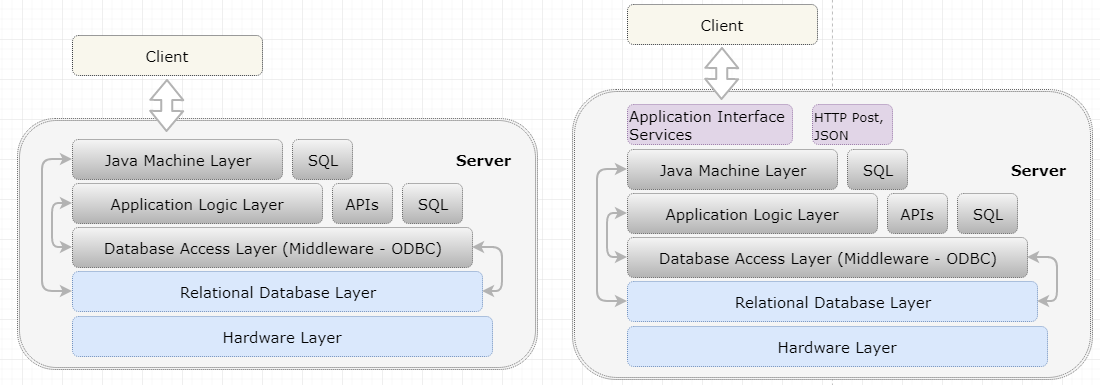 Client
Java Machine Layer
SQL
Server
Application Logic Layer
APIs
SQL
Database Access Layer (Middleware - ODBC)
Relational Database Layer
Hardware Layer
Client
Application Interface
Services
HTTP Post,
JSON
Java Machine Layer
SQL
Server
Application Logic Layer
APIs
SQL
Database Access Layer (Middleware - ODBC)
Relational Database Layer
Hardware Layer